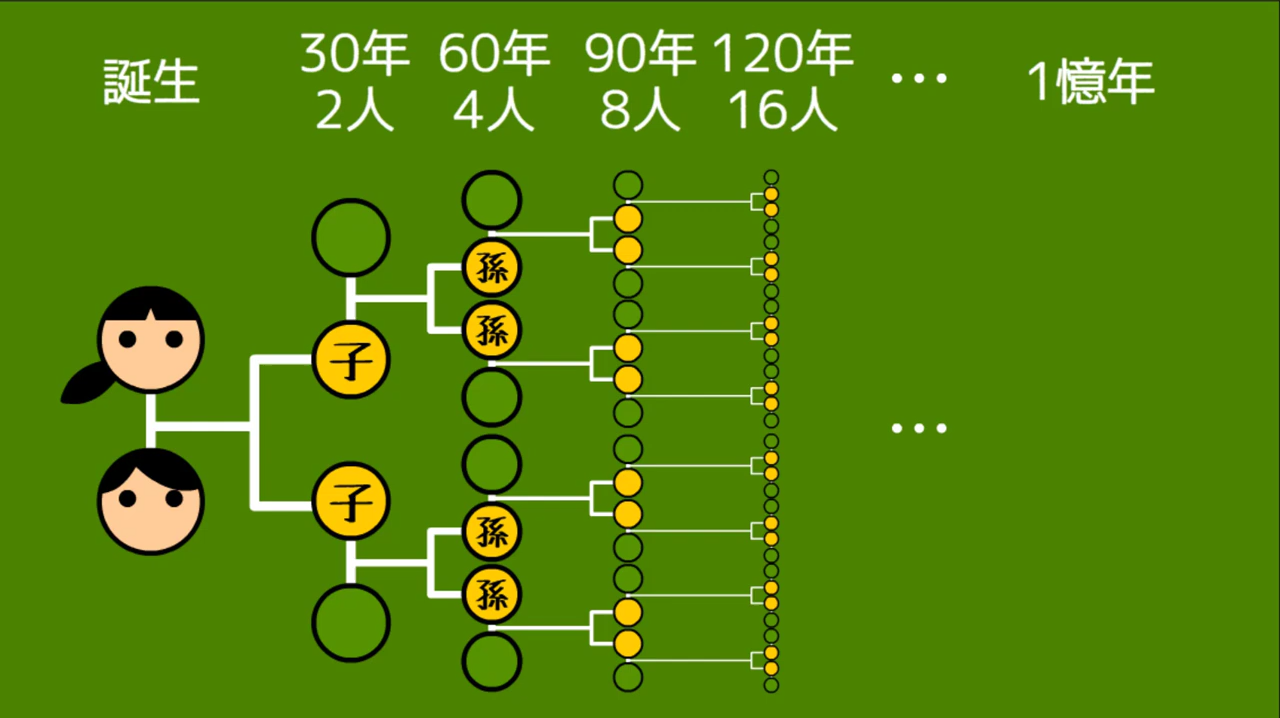 誕生
30年
2人
60年
4人
90年
8人
120年
16人
…
1憶年
子
孫
孫
子
孫
孫
…